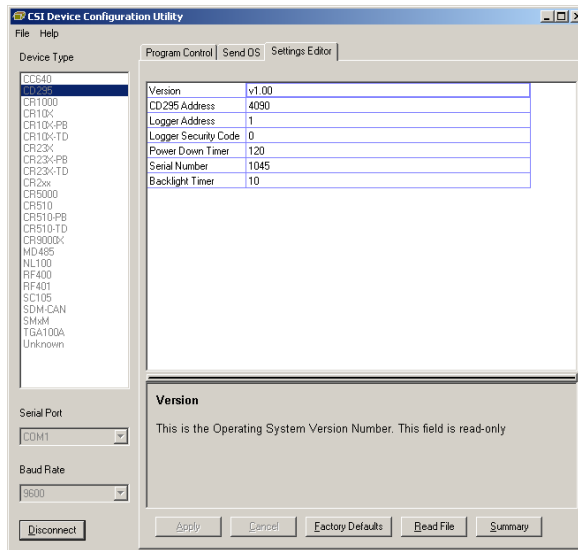 CSI Device Configuration Utility
File Help
Device Type
CC640
CD295
CR1000
CR10X
CR10X-PB
CR10X-TD
CR23X
CR23X-PB
CR23X-TD
CR2xx
CR5000
CR510
CR510-PB
CR510-TD
CR9000X
MD485
NL100
RF400
RF401
SC105
SDM-CAN
SMxM
TGA100A
Unknown
Serial Port
COM1
Baud Rate
9600
Disconnect
Program Control Send OS Settings Editor
Version v1.00
CD295 Address 4090
Logger Address 1
Logger Security Code 0
Power Down Timer 120
Serial Number 1045
Backlight Timer 10
Version
This is the Operating System Version Number. This field is read-only
Apply Cancel Factory Defaults Read File Summary